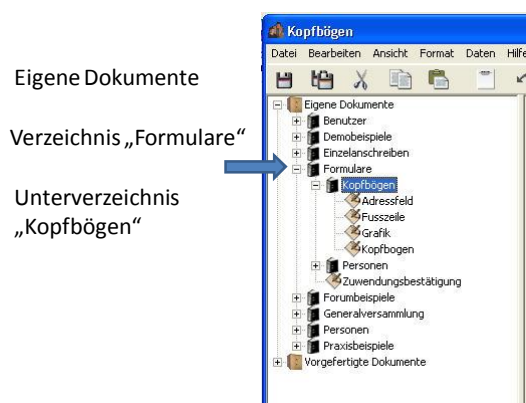 Eigene Dokumente
Verzeichnis „Formulare“
Unterverzeichnis
„Kopfbögen“
Kopfbögen
Datei Bearbeiten Ansicht Format Daten Hilfe
Eigene Dokumente
Benutzer
Demobeispiele
Einzelanschreiben
Formulare
Kopfbögen
Adressfeld
Fusszeile
Grafik
Kopfbogen
Personen
Zuwendungsbestätigung
Forumbeispiele
Generalversammlung
Personen
Praxisbeispiele
Vorgefertigte Dokumente